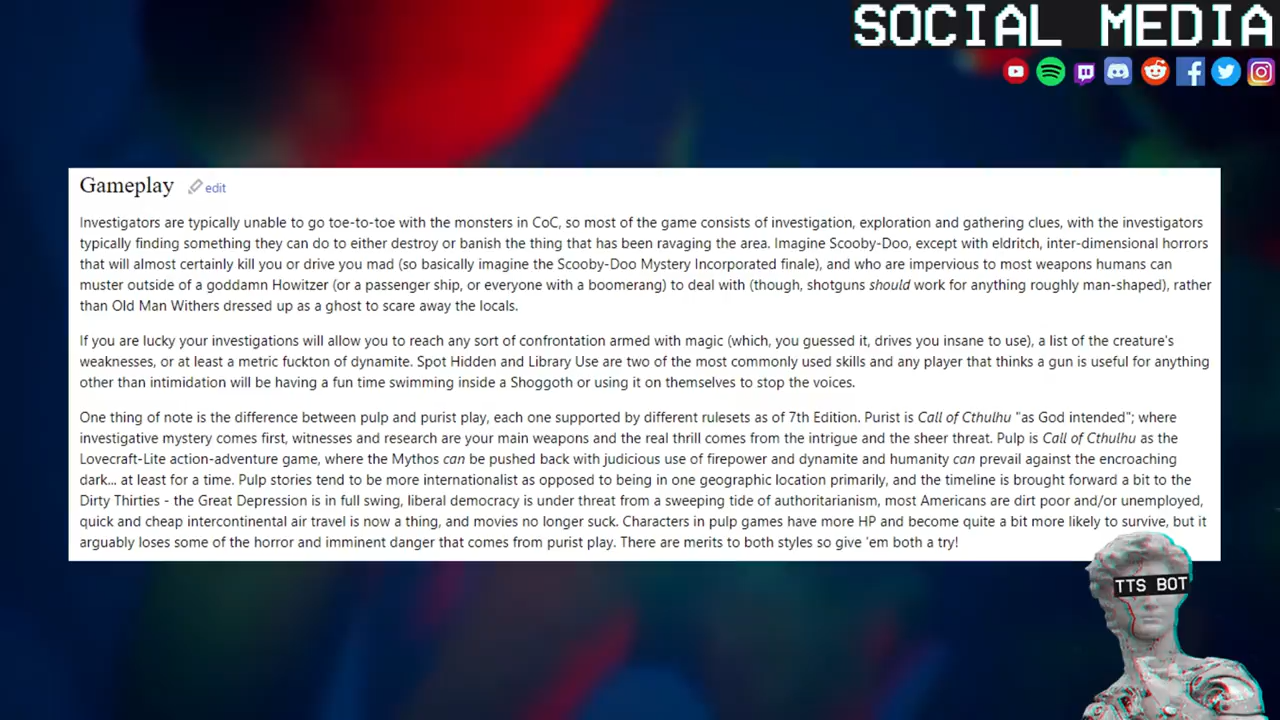 SOCIAL MEDIA
Gameplay edit
Investigators are typically unable to go toe-to-toe with the monsters in CoC, so most of the game consists of investigation, exploration and gathering clues, with the investigators
typically finding something they can do to either destroy or banish the thing that has been ravaging the area. Imagine Scooby-Doo, except with eldritch, inter-dimensional horrors
that will almost certainly kill you or drive you mad (so basically imagine the Scooby-Doo Mystery Incorporated finale), and who are impervious to most weapons humans can
muster outside of a goddamn Howitzer (or a passenger ship, or everyone with a boomerang) to deal with (though, shotguns should work for anything roughly man-shaped), rather
than Old Man Withers dressed up as a ghost to scare away the locals.
If you are lucky your investigations will allow you to reach any sort of confrontation armed with magic (which, you guessed it, drives you insane to use), a list of the creature's
weaknesses, or at least a metric fuckton of dynamite. Spot Hidden and Library Use are two of the most commonly used skills and any player that thinks a gun is useful for anything
other than intimidation will be having a fun time swimming inside a Shoggoth or using it on themselves to stop the voices.
One thing of note is the difference between pulp and purist play, each one supported by different rulesets as of 7th Edition. Purist is Call of Cthulhu "as God intended"; where
investigative mystery comes first, witnesses and research are your main weapons and the real thrill comes from the intrigue and the sheer threat. Pulp is Call of Cthulhu as the
Lovecraft-Lite action-adventure game, where the Mythos can be pushed back with judicious use of firepower and dynamite and humanity can prevail against the encroaching
dark... at least for a time. Pulp stories tend to be more internationalist as opposed to being in one geographic location primarily, and the timeline is brought forward a bit to the
Dirty Thirties - the Great Depression is in full swing, liberal democracy is under threat from a sweeping tide of authoritarianism, most Americans are dirt poor and/or unemployed,
quick and cheap intercontinental air travel is now a thing, and movies no longer suck. Characters in pulp games have more HP and become quite a bit more likely to survive, but it
arguably loses some of the horror and imminent danger that comes from purist play. There are merits to both styles so give 'em both a try!
TTS BOT